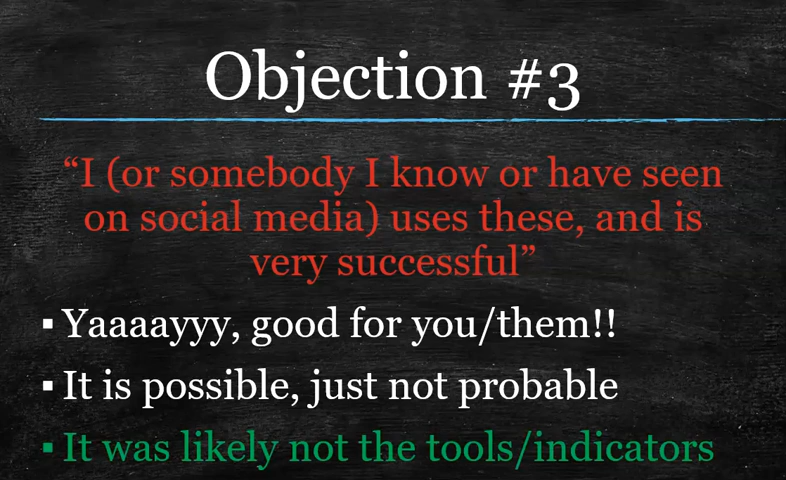 Objection #3
“I (or somebody I know or have seen
on social media) uses these, and is
very successful”
▪ Yaaaayyy, good for you/them!!
▪ It is possible, just not probable
▪ It was likely not the tools/indicators